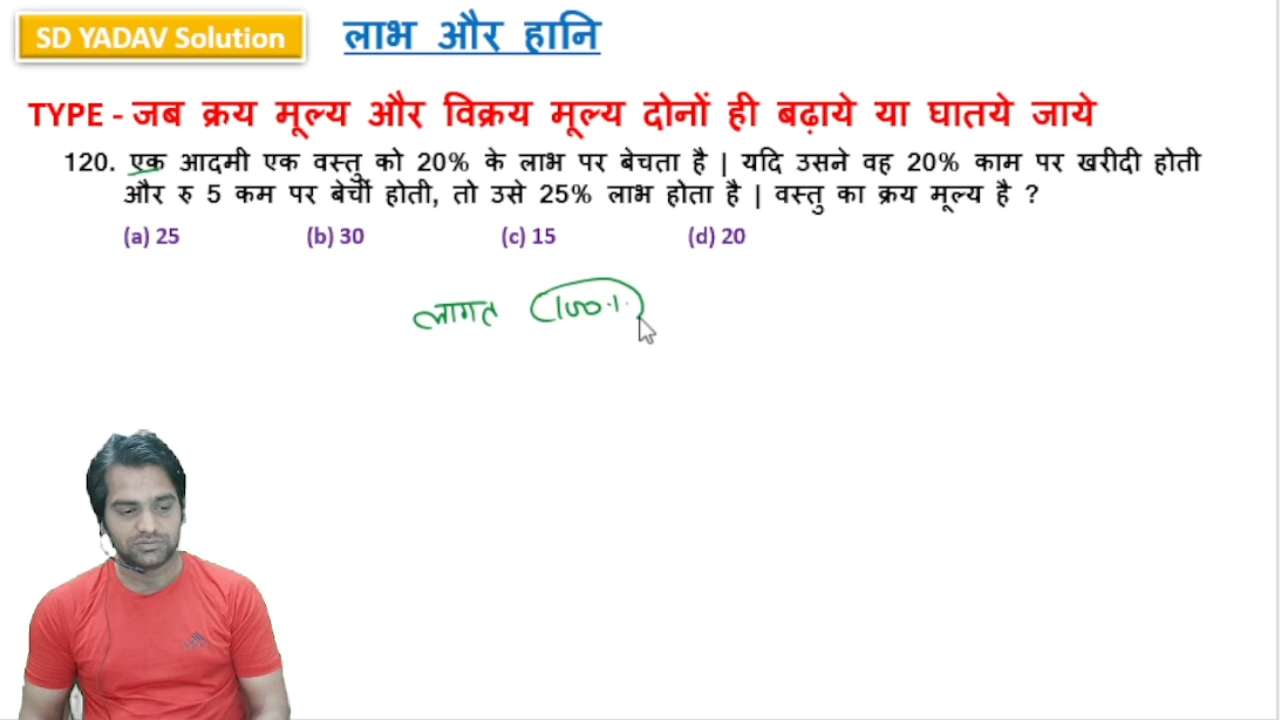 SD YADAV Solution
लाभ और हानि
TYPE - जब क्रय मूल्य और विक्रय मूल्य दोनों ही बढ़ाये या घातये जाये
120. एक आदमी एक वस्तु को 20% के लाभ पर बेचता है | यदि उसने वह 20% काम पर खरीदी होती
और रु 5 कम पर बेचीं होती, तो उसे 25% लाभ होता है | वस्तु का क्रय मूल्य है ?
(a) 25 (b) 30 (c) 15 (d) 20
लागत 100%